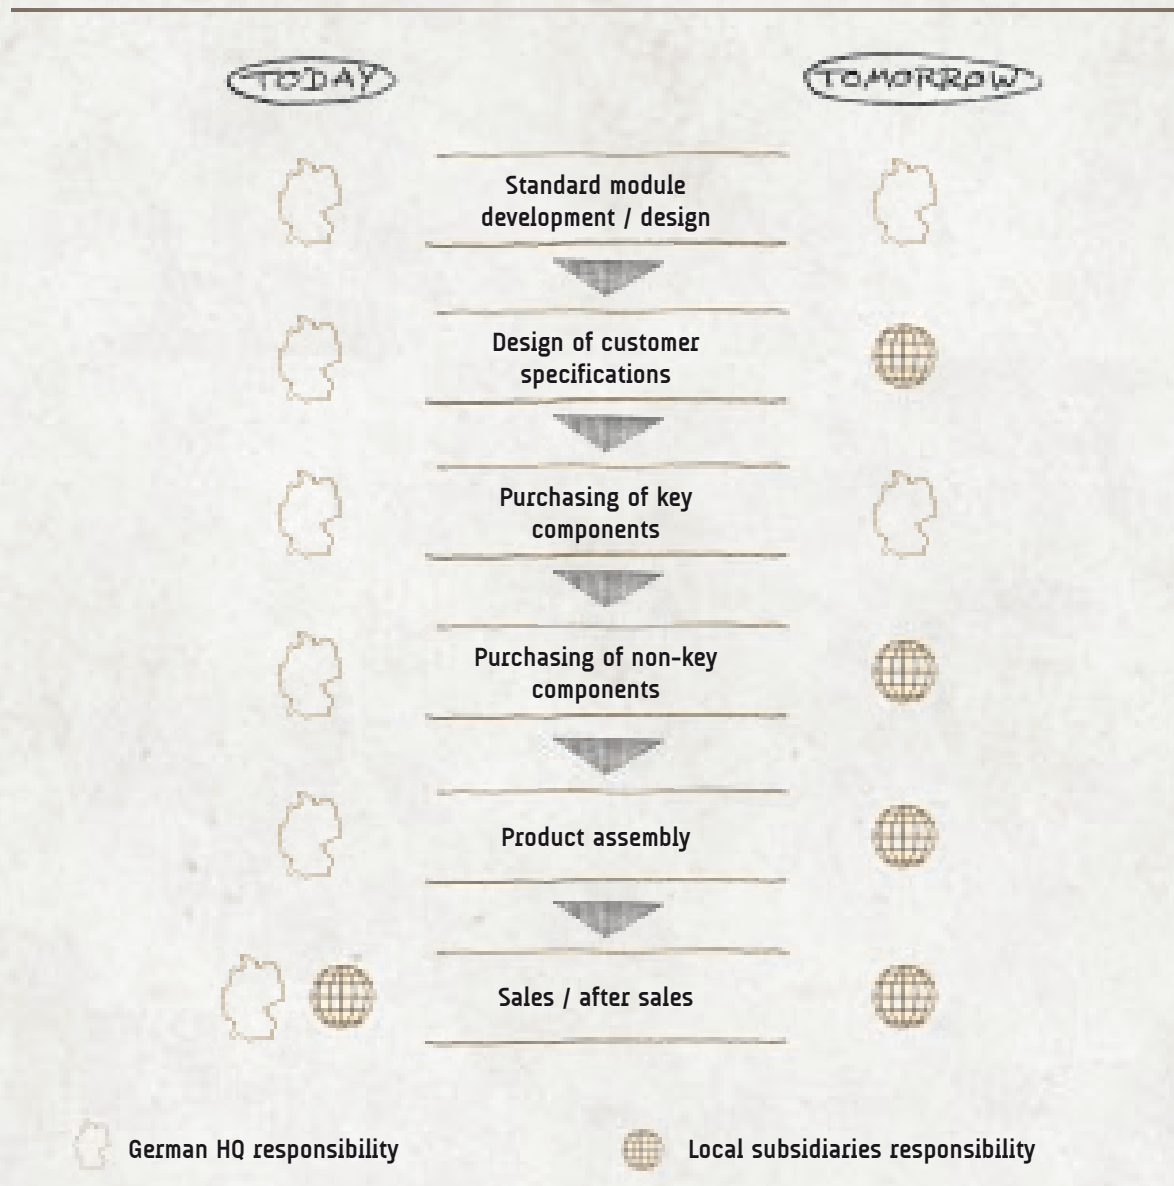 TODAY
TOMORROW
Standard module
development / design
Design of customer
specifications
Purchasing of key
components
Purchasing of non-key
components
Product assembly
Sales / after sales
German HQ responsibility
Local subsidiaries responsibility